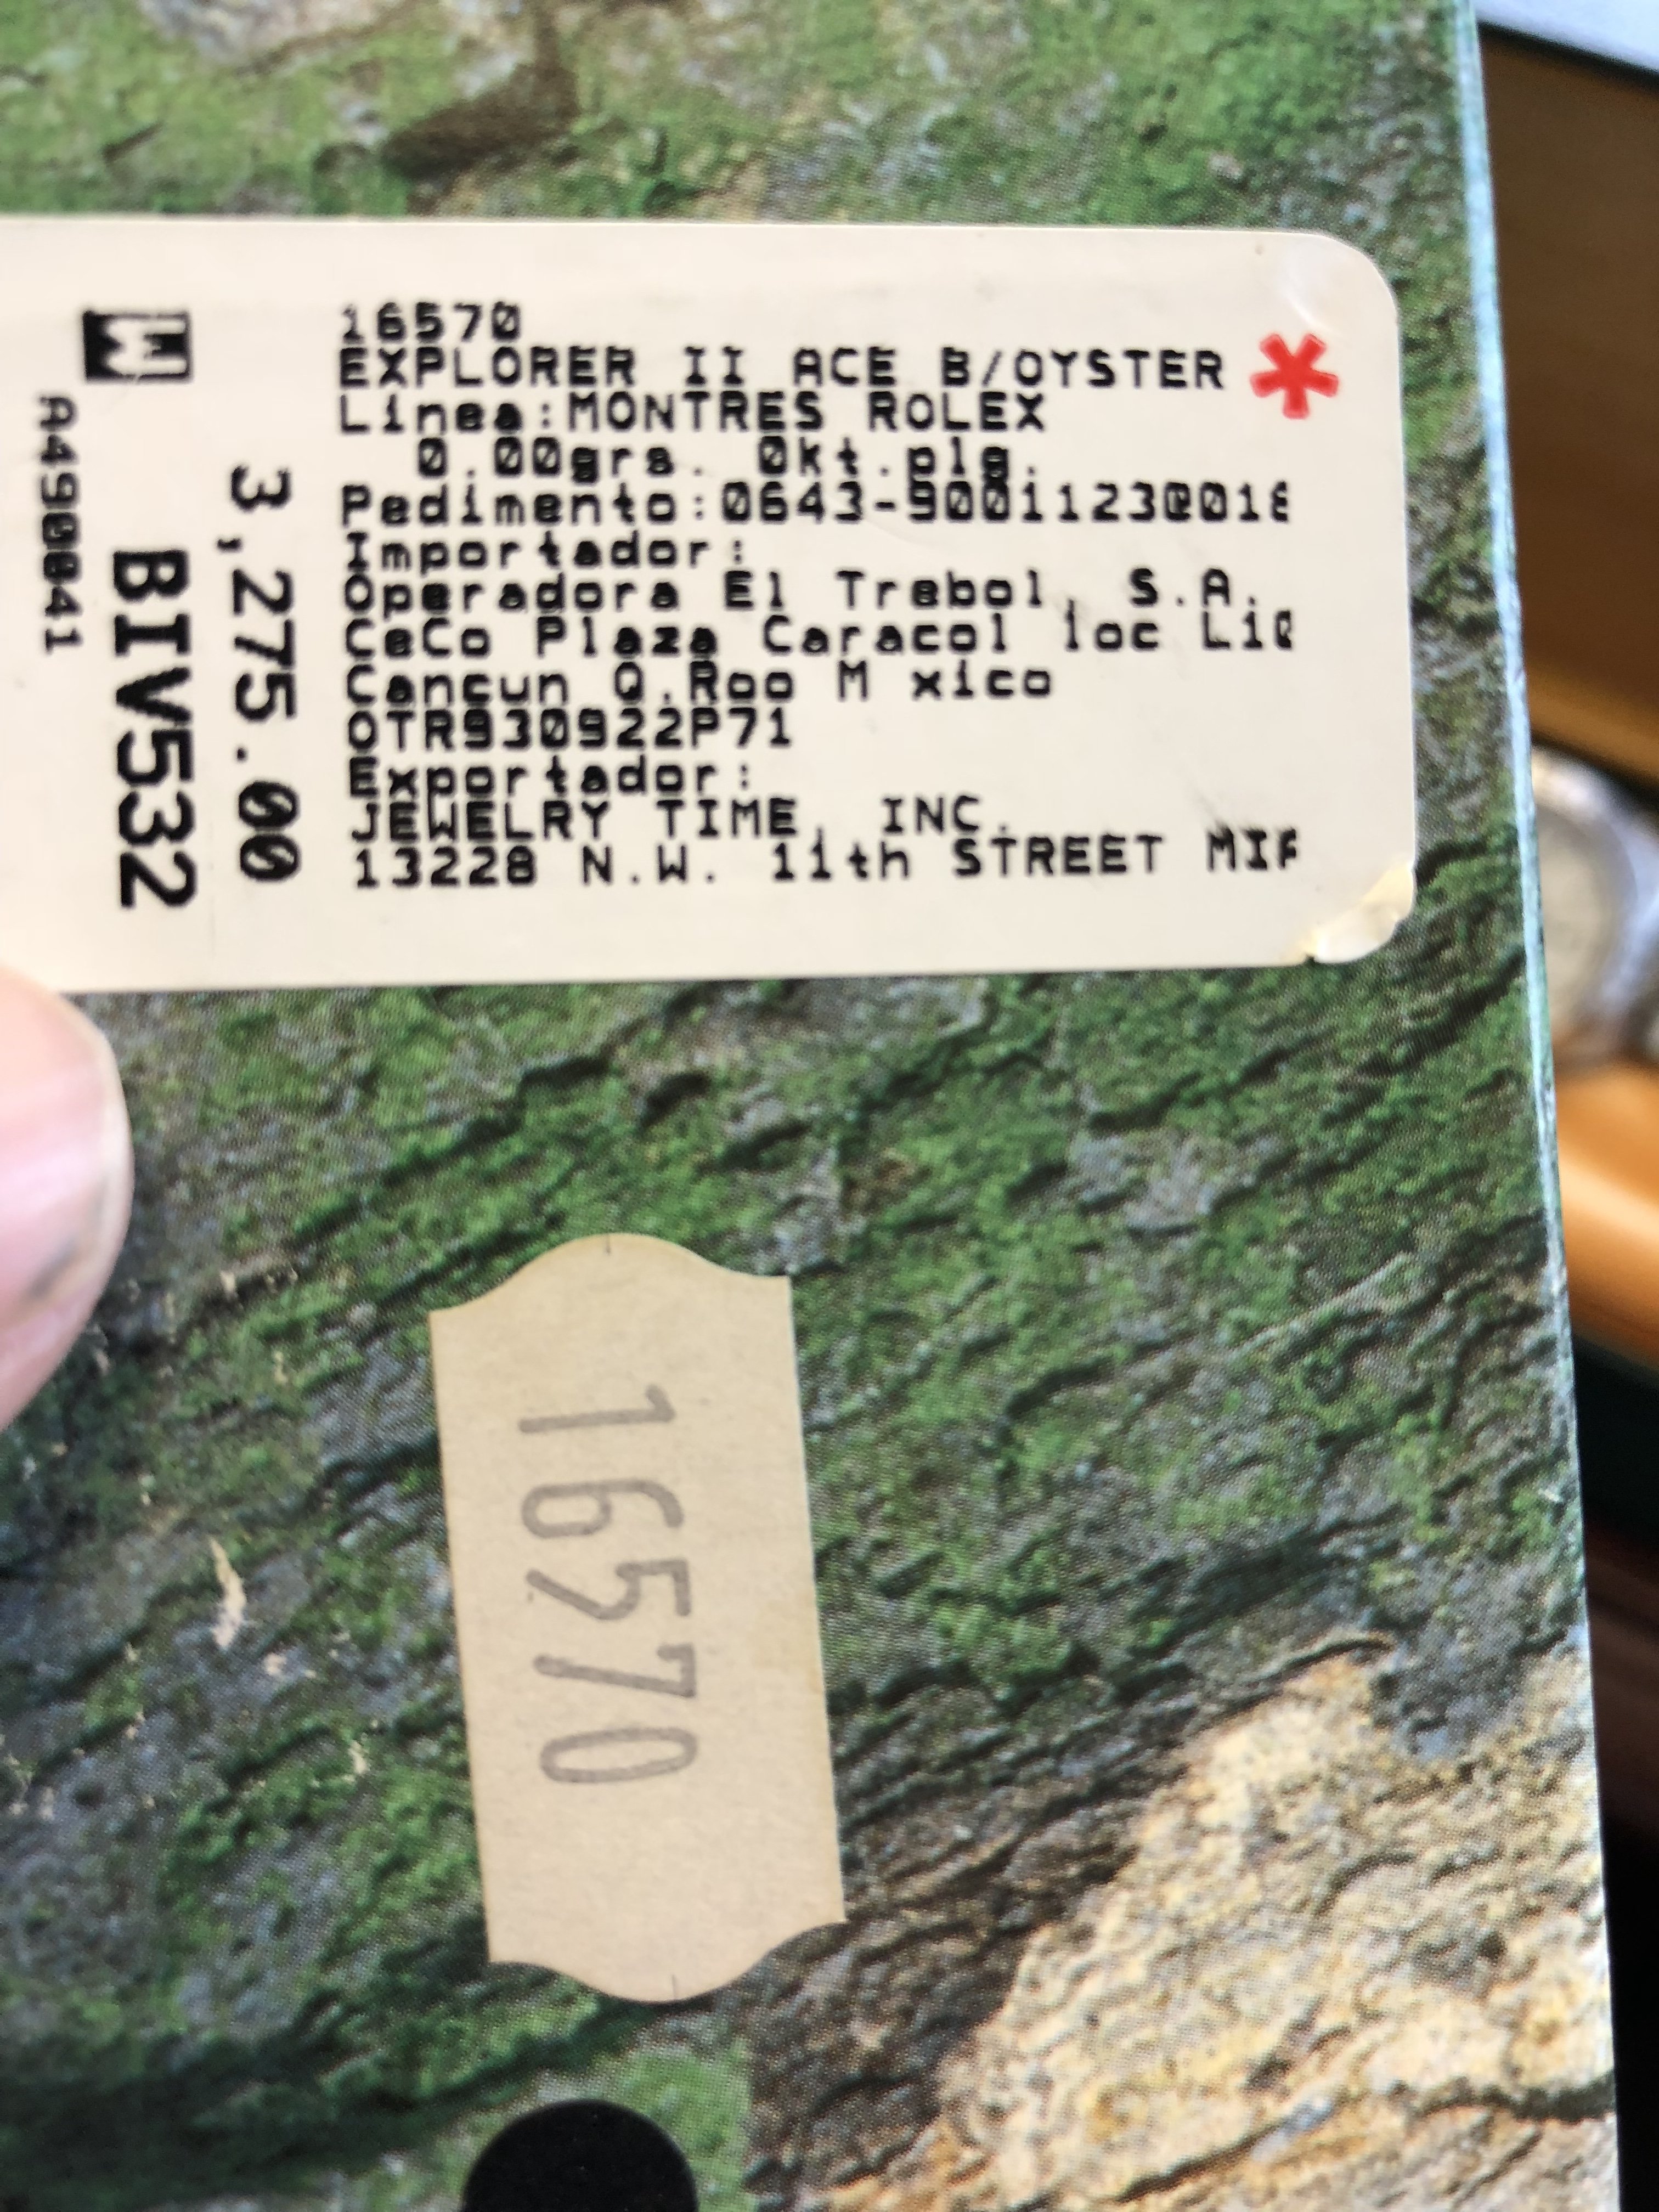 16570
EXPLORER II ACE B/OYSTER *
Linea:MONTRES ROLEX
0.00grs. 0kt.plg.
Pedimento:0643-9001123001
Importador:
Operadora El Trebol, S.A.
CeCo Plaza Caracol loc
Cancun Q.Roo M xico
OTR930922P71
Exportador:
JEWELRY TIME, INC.
13228 N.W. 11th STREET
3,275.00
BIV532
A490041
16570